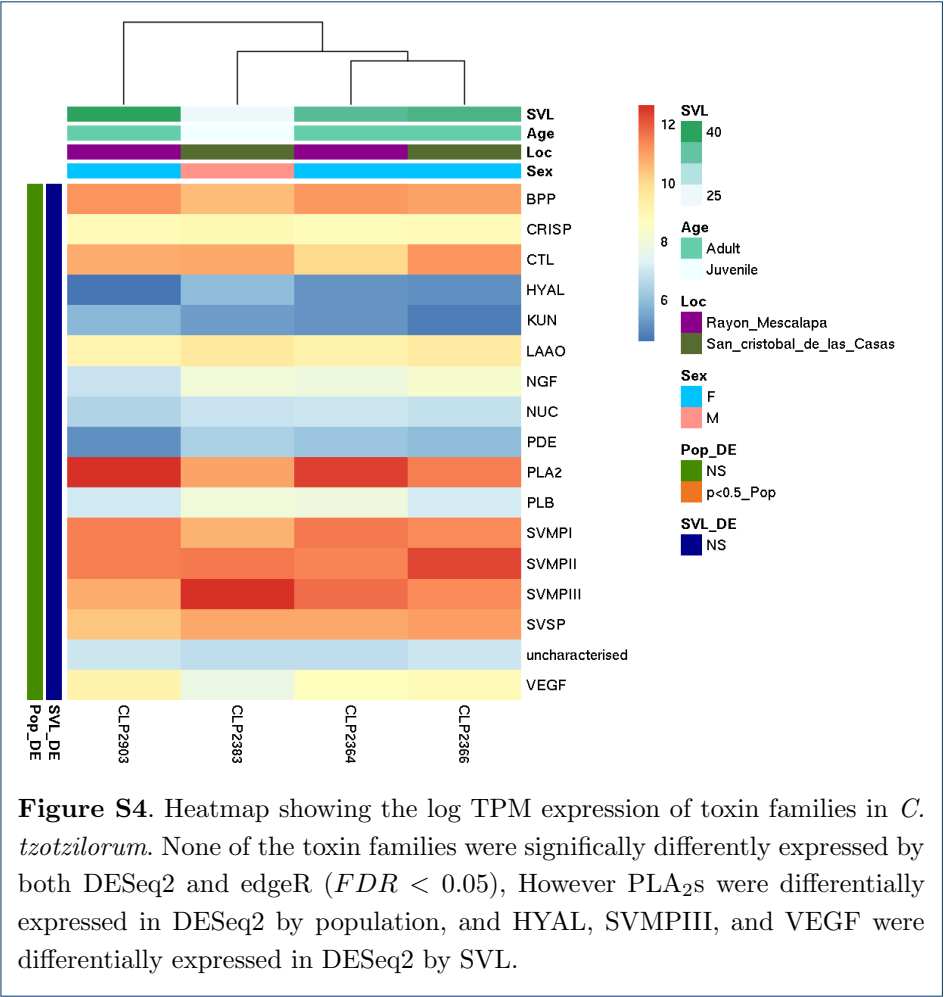 SVL
Age
Loc
Sex
BPP
CRISP
CTL
HYAL
KUN
LAAO
NGF
NUC
PDE
PLA2
PLB
SVMPI
SVMPII
SVMPIII
SVSP
uncharacterised
VEGF
Pop_DE
SVL_DE
CLP2903
CLP2383
CLP2364
CLP2366
12
10
8
6
SVL
40
25
Age
Adult
Juvenile
Loc
Rayon_Mescalapa
San_cristobal_de_las_Casas
Sex
F
M
Pop_DE
NS
p<0.5_Pop
SVL_DE
NS
Figure S4. Heatmap showing the log TPM expression of toxin families in C.
tzotzilorum. None of the toxin families were significally differently expressed by
both DESeq2 and edgeR (FDR < 0.05), However PLA₂s were differentially
expressed in DESeq2 by population, and HYAL, SVMPIII, and VEGF were
differentially expressed in DESeq2 by SVL.